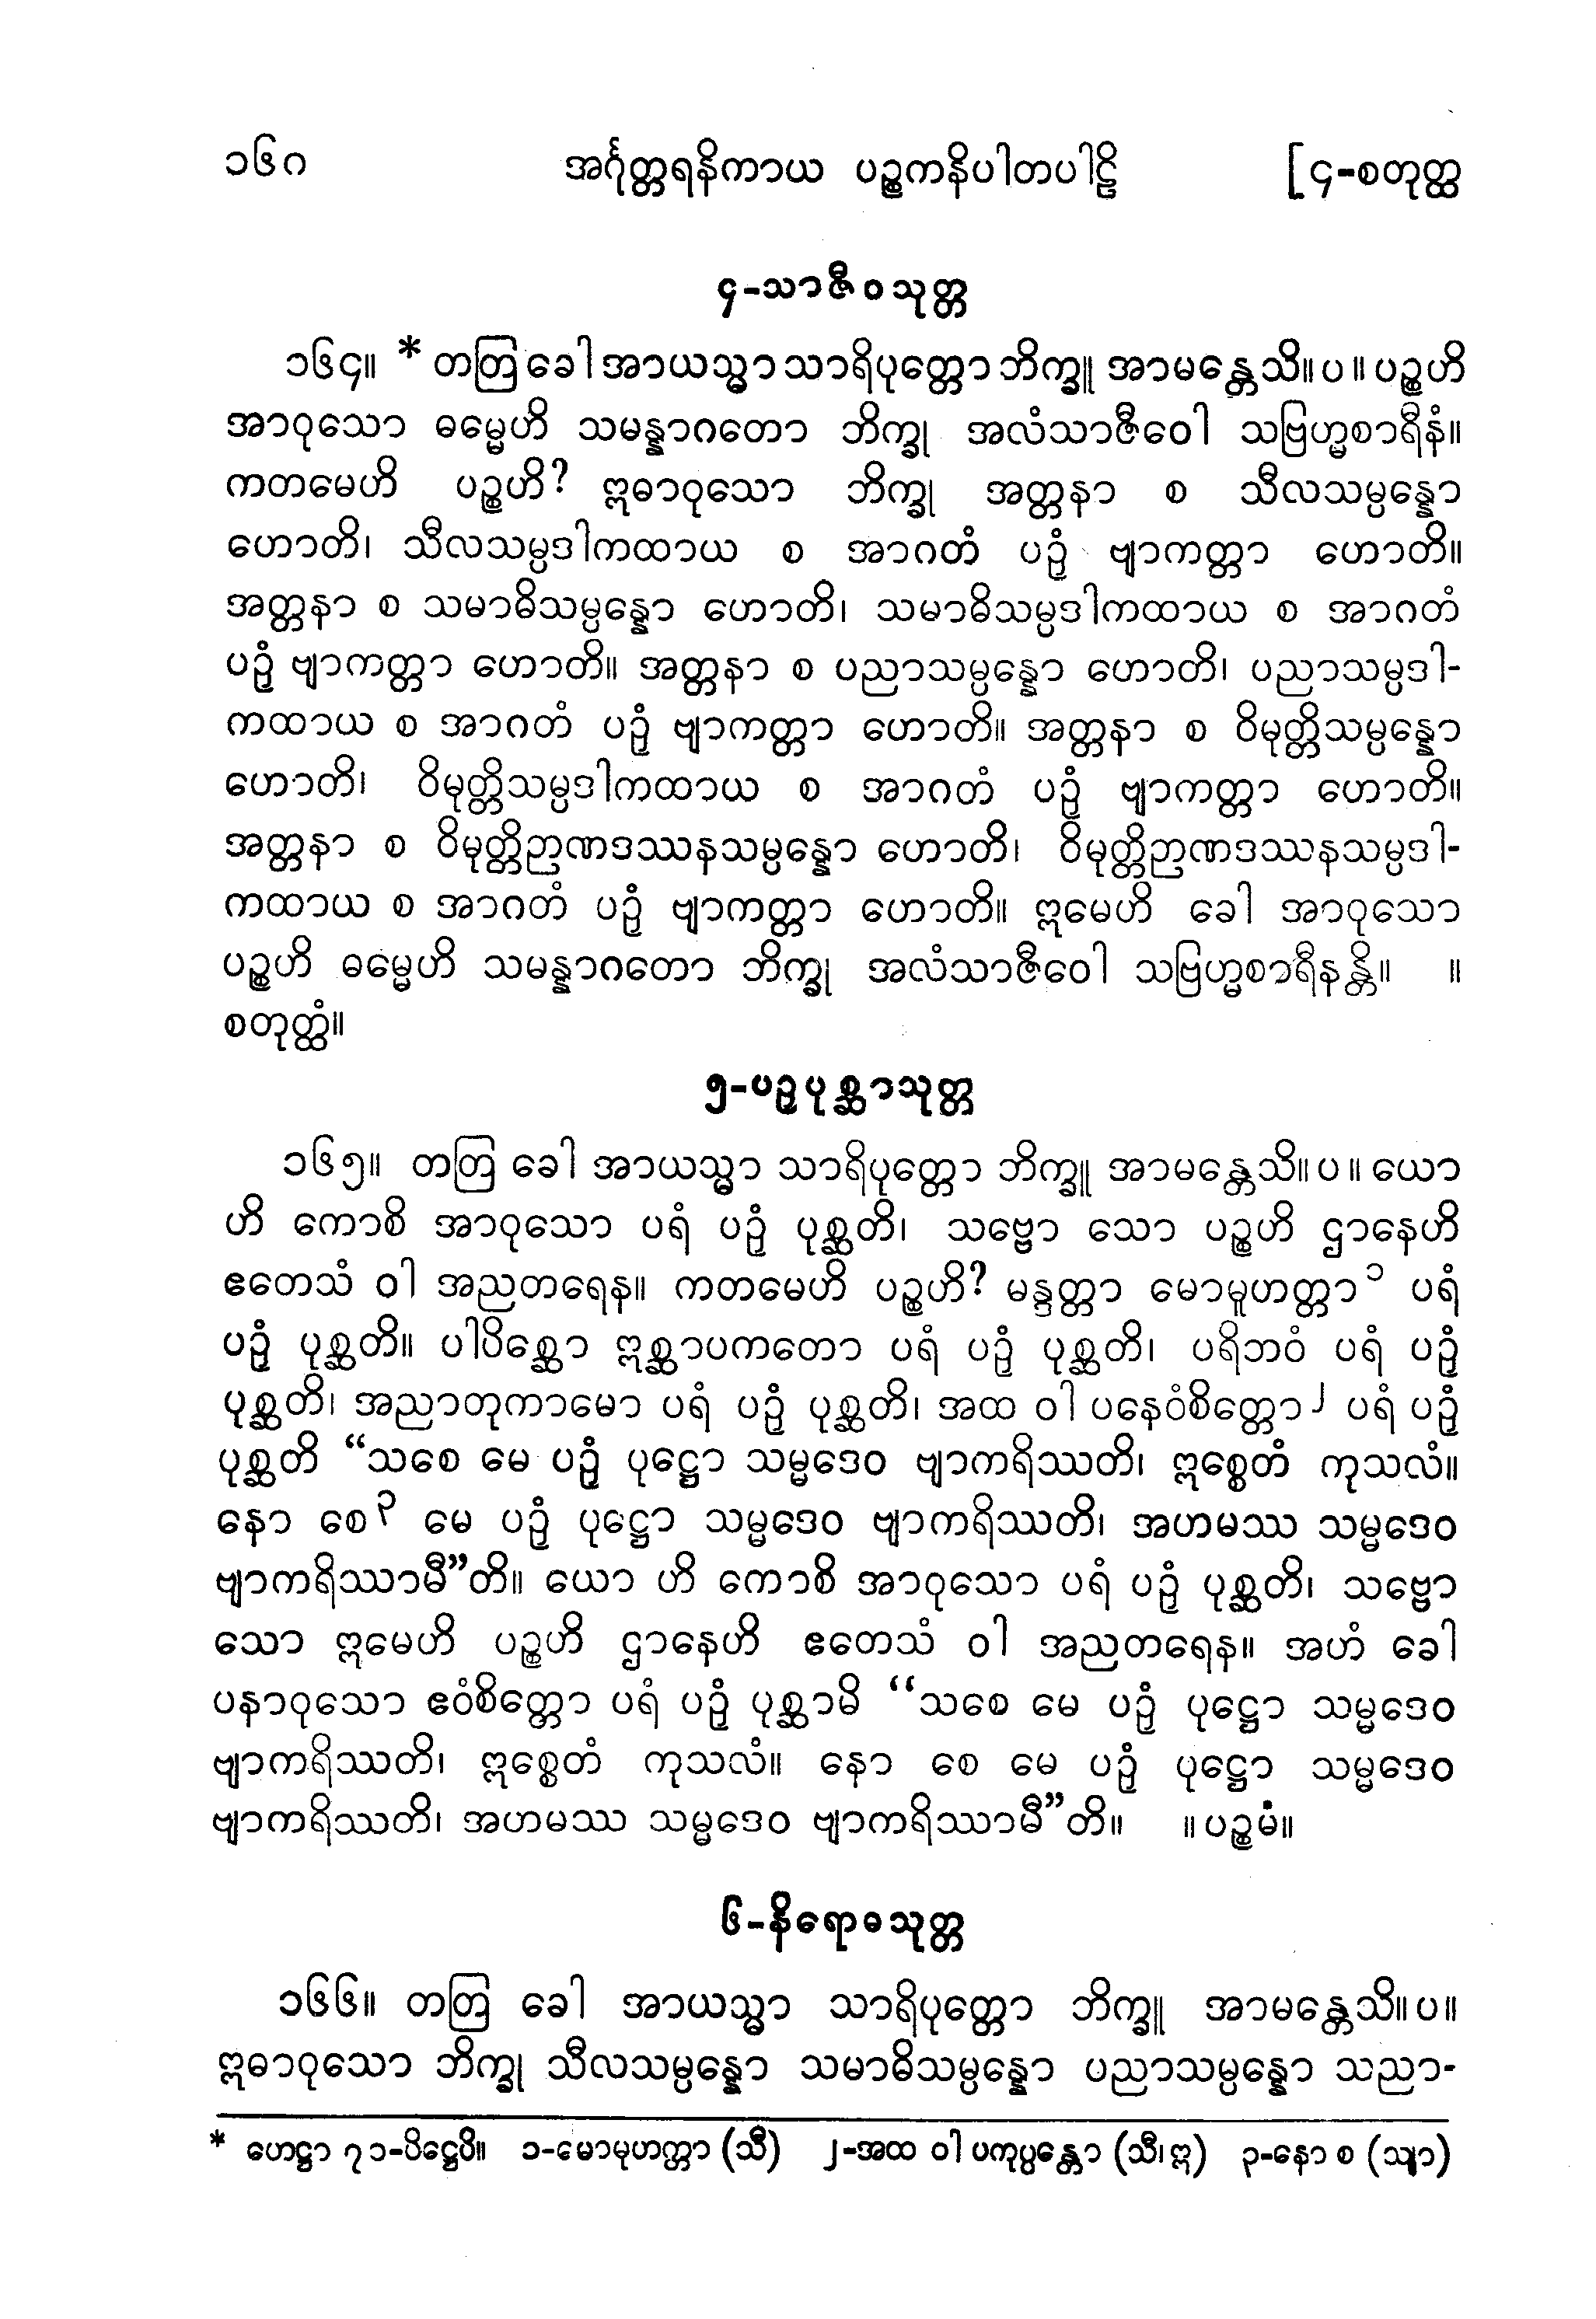 ၁၆ဂ အင်္ဂုတ္တရနိကာယ ပဉ္စကနိပါတပါဠိ [၄-စတုတ္ထ
၄-သာဇီဝသုတ္တ
၁၆၄။ * တတြ ခေါ အာယသ္မာ သာရိပုတ္တော ဘိက္ခူ အာမန္တေသိ။ ပ ။ ပဉ္စဟိ
အာဝုသော ဓမ္မေဟိ သမန္နာဂတော ဘိက္ခု အလံသာဇီဝေါ သဗြဟ္မစာရီနံ။
ကတမေဟိ ပဉ္စဟိ? ဣဓာဝုသော ဘိက္ခု အတ္တနာ စ သီလသမ္ပန္နော
ဟောတိ၊ သီလသမ္ပဒါကထာယ စ အာဂတံ ပဉှံ ဗျာကတ္တာ ဟောတိ။
အတ္တနာ စ သမာဓိသမ္ပန္နော ဟောတိ၊ သမာဓိသမ္ပဒါကထာယ စ အာဂတံ
ပဉှံ ဗျာကတ္တာ ဟောတိ။ အတ္တနာ စ ပညာသမ္ပန္နော ဟောတိ၊ ပညာသမ္ပဒါ-
ကထာယ စ အာဂတံ ပဉှံ ဗျာကတ္တာ ဟောတိ။ အတ္တနာ စ ဝိမုတ္တိသမ္ပန္နော
ဟောတိ၊ ဝိမုတ္တိသမ္ပဒါကထာယ စ အာဂတံ ပဉှံ ဗျာကတ္တာ ဟောတိ။
အတ္တနာ စ ဝိမုတ္တိဉာဏဒဿနသမ္ပန္နော ဟောတိ၊ ဝိမုတ္တိဉာဏဒဿနသမ္ပဒါ-
ကထာယ စ အာဂတံ ပဉှံ ဗျာကတ္တာ ဟောတိ။ ဣမေဟိ ခေါ အာဝုသော
ပဉ္စဟိ ဓမ္မေဟိ သမန္နာဂတော ဘိက္ခု အလံသာဇီဝေါ သဗြဟ္မစာရီနန္တိ။ ။
စတုတ္ထံ။
၅-ပဉှပုစ္ဆာသုတ္တ
၁၆၅။ တတြ ခေါ အာယသ္မာ သာရိပုတ္တော ဘိက္ခူ အာမန္တေသိ။ ပ ။ ယော
ဟိ ကောစိ အာဝုသော ပရံ ပဉှံ ပုစ္ဆတိ၊ သဗ္ဗော သော ပဉ္စဟိ ဌာနေဟိ
ဧတေသံ ဝါ အညတရေန။ ကတမေဟိ ပဉ္စဟိ? မန္ဒတ္တာ မောမူဟတ္တာ ၁ ပရံ
ပဉှံ ပုစ္ဆတိ။ ပါပိစ္ဆော ဣစ္ဆာပကတော ပရံ ပဉှံ ပုစ္ဆတိ၊ ပရိဘဝံ ပရံ ပဉှံ
ပုစ္ဆတိ၊ အညာတုကာမော ပရံ ပဉှံ ပုစ္ဆတိ၊ အထ ဝါ ပနေဝံစိတ္တော ၂ ပရံ ပဉှံ
ပုစ္ဆတိ “သစေ မေ ပဉှံ ပုဋ္ဌော သမ္မဒေဝ ဗျာကရိဿတိ၊ ဣစ္စေတံ ကုသလံ။
နော စေ ၃ မေ ပဉှံ ပုဋ္ဌော သမ္မဒေဝ ဗျာကရိဿတိ၊ အဟမဿ သမ္မဒေဝ
ဗျာကရိဿာမီ”တိ။ ယော ဟိ ကောစိ အာဝုသော ပရံ ပဉှံ ပုစ္ဆတိ၊ သဗ္ဗော
သော ဣမေဟိ ပဉ္စဟိ ဌာနေဟိ ဧတေသံ ဝါ အညတရေန။ အဟံ ခေါ
ပနာဝုသော ဧဝံစိတ္တော ပရံ ပဉှံ ပုစ္ဆာမိ “သစေ မေ ပဉှံ ပုဋ္ဌော သမ္မဒေဝ
ဗျာကရိဿတိ၊ ဣစ္စေတံ ကုသလံ။ နော စေ မေ ပဉှံ ပုဋ္ဌော သမ္မဒေဝ
ဗျာကရိဿတိ၊ အဟမဿ သမ္မဒေဝ ဗျာကရိဿာမီ”တိ။ ။ ပဉ္စမံ။
၆-နိရောဓသုတ္တ
၁၆၆။ တတြ ခေါ အာယသ္မာ သာရိပုတ္တော ဘိက္ခူ အာမန္တေသိ။ ပ ။
ဣဓာဝုသော ဘိက္ခု သီလသမ္ပန္နော သမာဓိသမ္ပန္နော ပညာသမ္ပန္နော သညာ-
* ဟေဋ္ဌာ ၇၁-ပိဋ္ဌေပိ။ ၁-မောမုဟတ္တာ (သီ) ၂-အထ ဝါ ပကုပ္ပန္တော (သီ၊ ဣ) ၃-နော စ (သျာ)